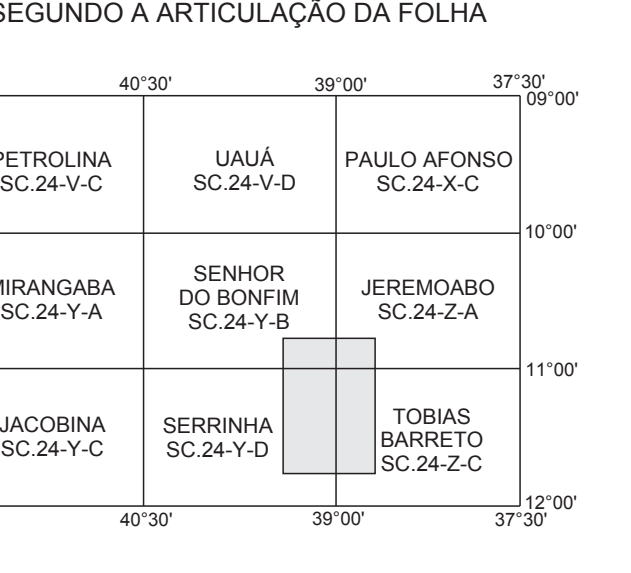 SEGUNDO A ARTICULAÇÃO DA FOLHA
40°30'
39°00'
37°30'
09°00'
PETROLINA
SC.24-V-C
UAUÁ
SC.24-V-D
PAULO AFONSO
SC.24-X-C
10°00'
MIRANGABA
SC.24-Y-A
SENHOR
DO BONFIM
SC.24-Y-B
JEREMOABO
SC.24-Z-A
11°00'
JACOBINA
SC.24-Y-C
SERRINHA
SC.24-Y-D
TOBIAS
BARRETO
SC.24-Z-C
12°00'
40°30'
39°00'
37°30'